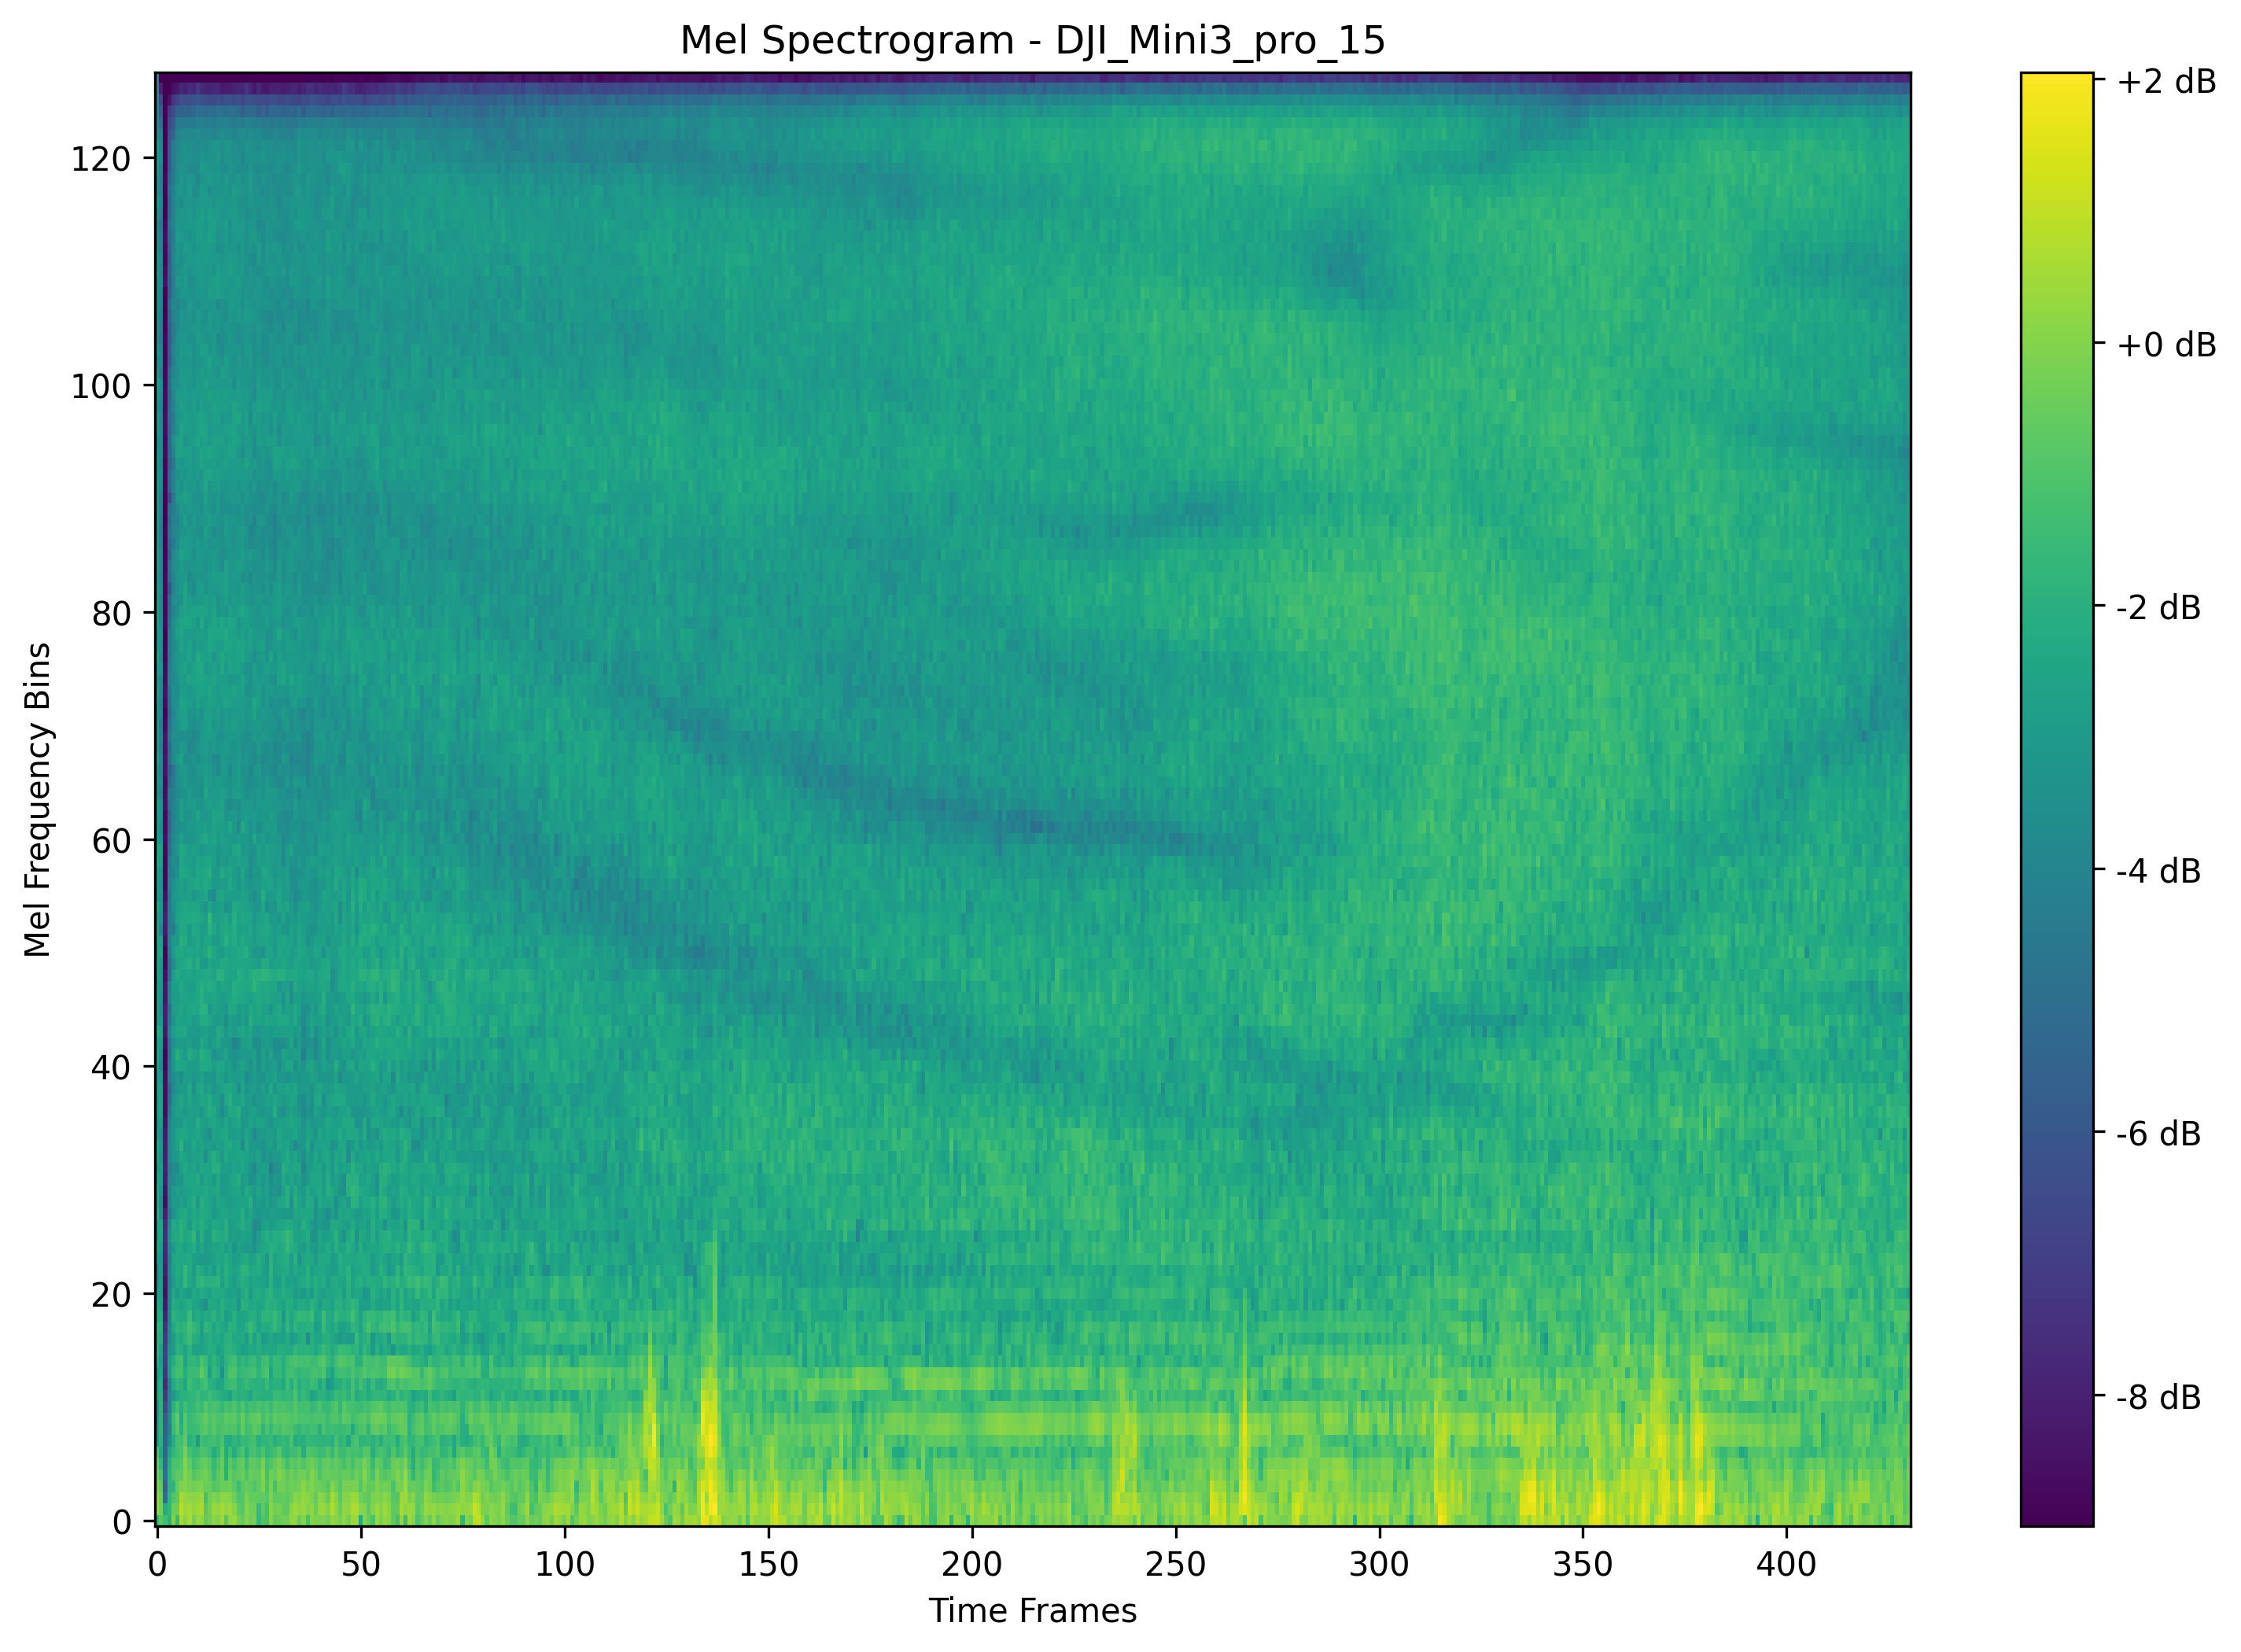 Mel Spectrogram - DJI_Mini3_pro_15
Mel Frequency Bins
120
100
80
60
40
20
0
0 50 100 150 200 250 300 350 400
Time Frames
+2 dB
+0 dB
-2 dB
-4 dB
-6 dB
-8 dB